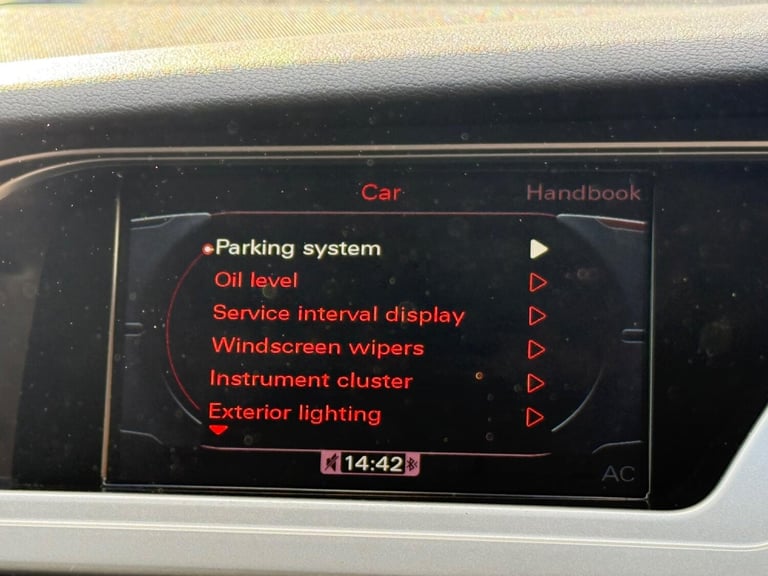 Car Handbook
Parking system
Oil level
Service interval display
Windscreen wipers
Instrument cluster
Exterior lighting
14:42
AC